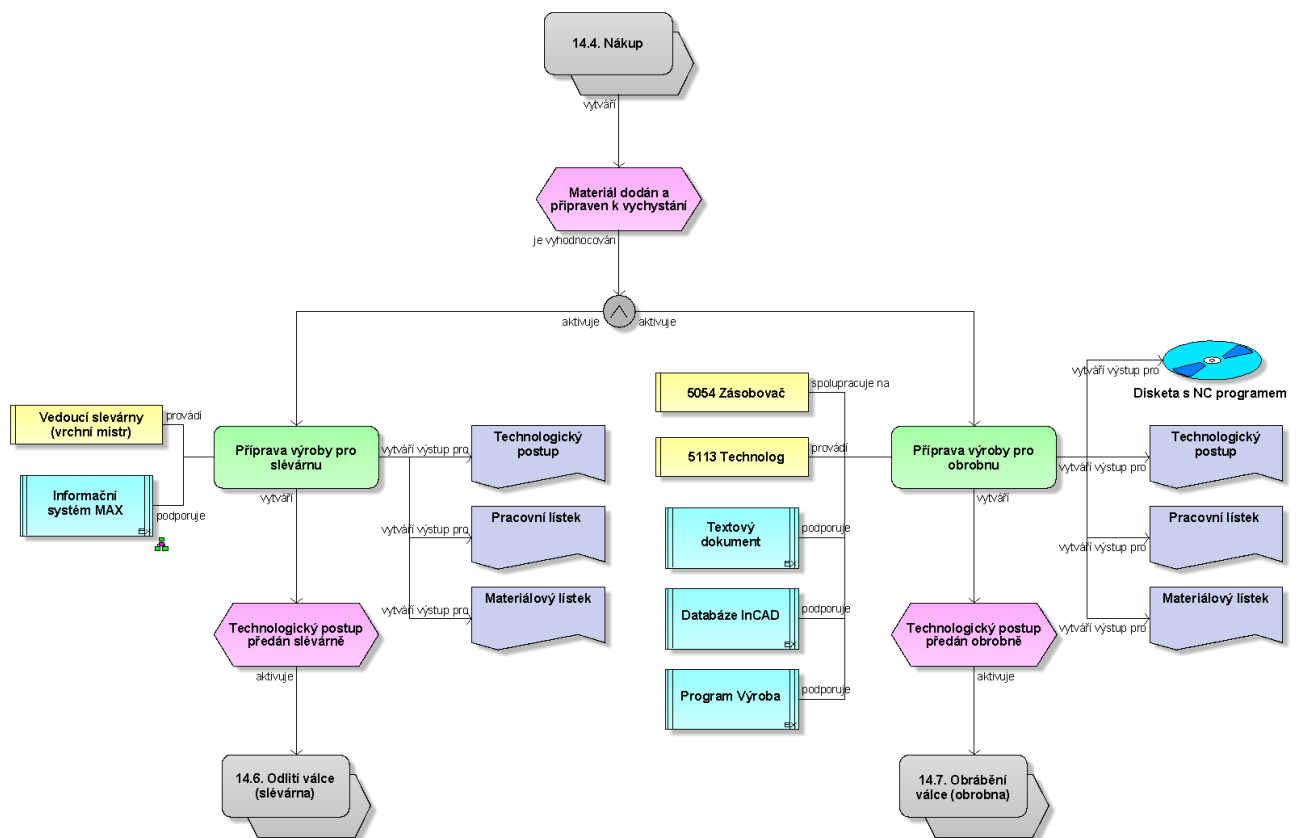 14.4. Nákup
vytváří
Materiál dodán a
připraven k vychystání
je vyhodnocován
aktivuje
aktivuje
Vedoucí slevárny
(vrchní mistr)
provádí
Informační
systém MAX
podporuje
Příprava výroby pro
slévárnu
vytváří
vytváří výstup pro
Technologický
postup
vytváří výstup pro
Pracovní lístek
vytváří výstup pro
Materiálový lístek
Technologický postup
předán slévárně
aktivuje
14.6. Odlití válce
(slévárna)
5054 Zásobovač
spolupracuje na
5113 Technolog
provádí
Textový
dokument
podporuje
Databáze InCAD
podporuje
Program Výroba
podporuje
Příprava výroby pro
obrobnu
vytváří
vytváří výstup pro
Disketa s NC programem
vytváří výstup pro
Technologický
postup
vytváří výstup pro
Pracovní lístek
vytváří výstup pro
Materiálový lístek
Technologický postup
předán obrobně
aktivuje
14.7. Obrábění
válce (obrobna)